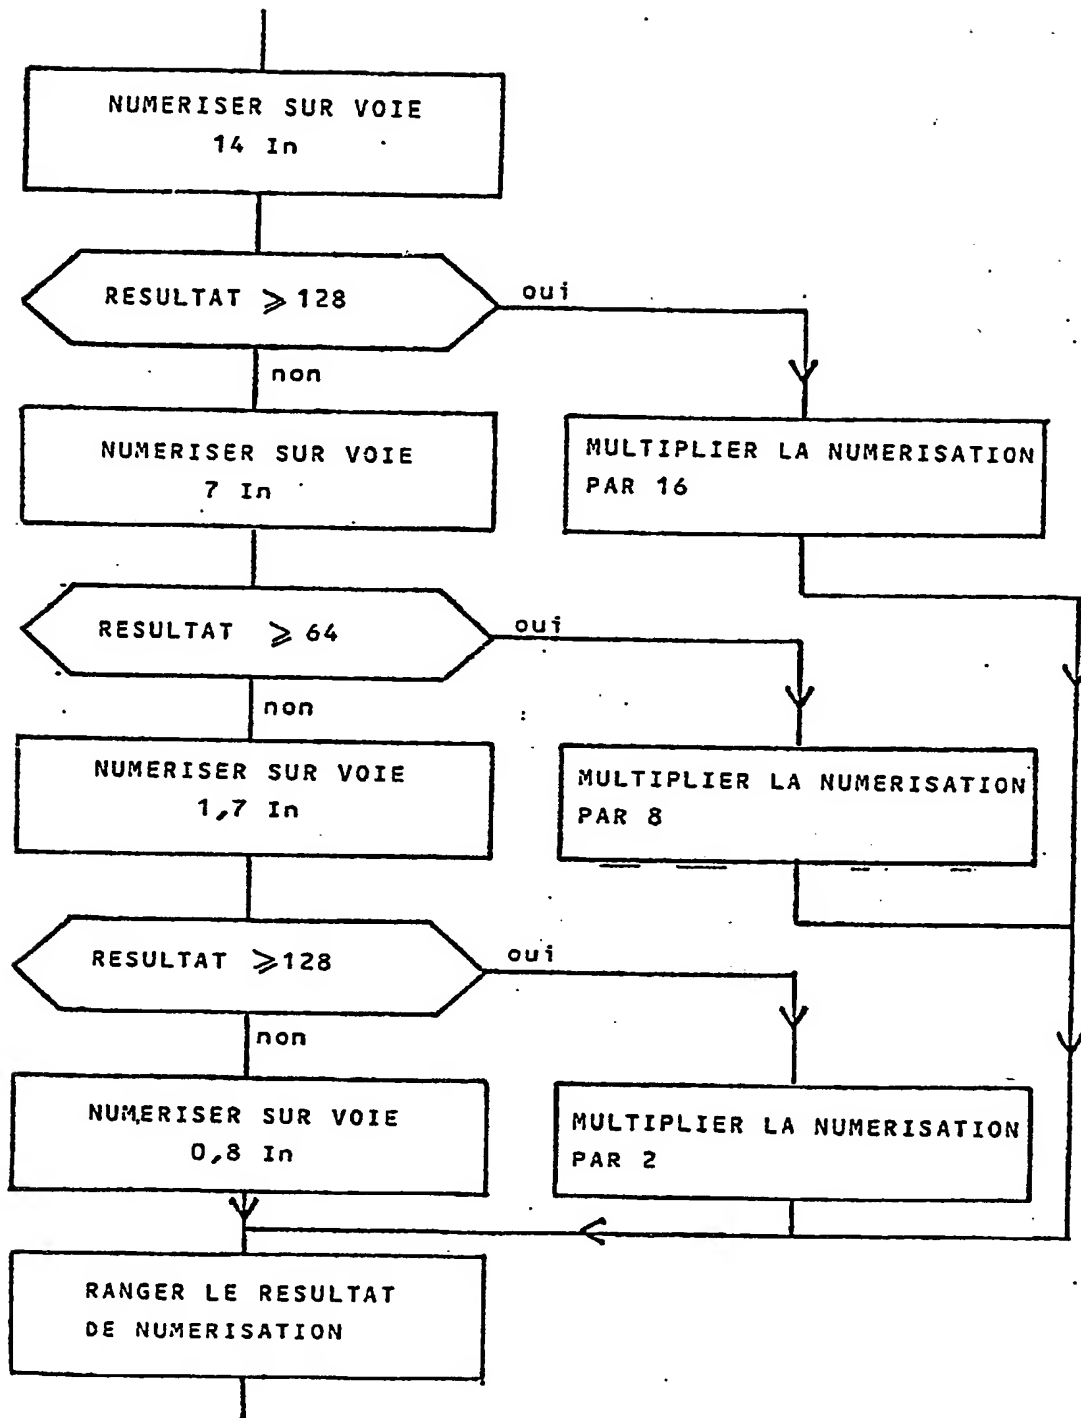 NUMERISER SUR VOIE
14 In
RESULTAT ⩾ 128
oui
non
NUMERISER SUR VOIE
7 In
MULTIPLIER LA NUMERISATION
PAR 16
RESULTAT ⩾ 64
oui
non
NUMERISER SUR VOIE
1,7 In
MULTIPLIER LA NUMERISATION
PAR 8
RESULTAT ⩾128
oui
non
NUMERISER SUR VOIE
0,8 In
MULTIPLIER LA NUMERISATION
PAR 2
RANGER LE RESULTAT
DE NUMERISATION